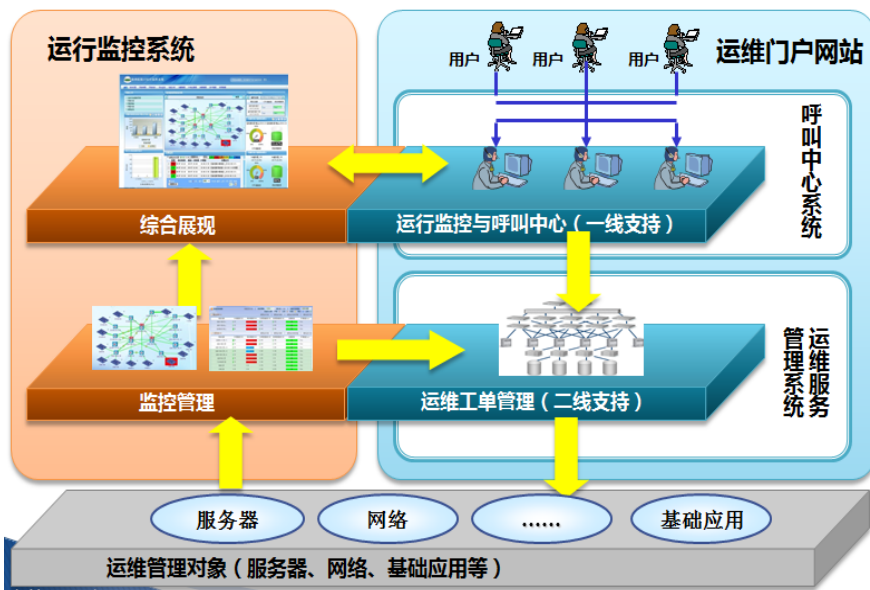 运行监控系统
运维门户网站
用户
用户
用户
呼叫中心系统
综合展现
运行监控与呼叫中心（一线支持）
运维服务
管理系统
监控管理
运维工单管理（二线支持）
服务器
网络
……
基础应用
运维管理对象（服务器、网络、基础应用等）